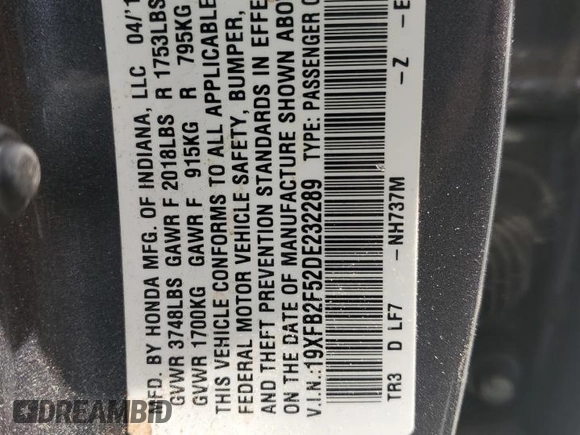 MFD. BY HONDA MFG. OF INDIANA, LLC 04/1
GVWR 3748LBS GAWR F 2018LBS R 1753LBS
GVWR 1700KG GAWR F 915KG R 795KG
THIS VEHICLE CONFORMS TO ALL APPLICABLE
FEDERAL MOTOR VEHICLE SAFETY, BUMPER,
AND THEFT PREVENTION STANDARDS IN EFFE
ON THE DATE OF MANUFACTURE SHOWN ABO
V.I.N.:19XFB2F52DE232289 TYPE: PASSENGER
TR3 D LF7 -NH737M -Z -E
DREAMBID